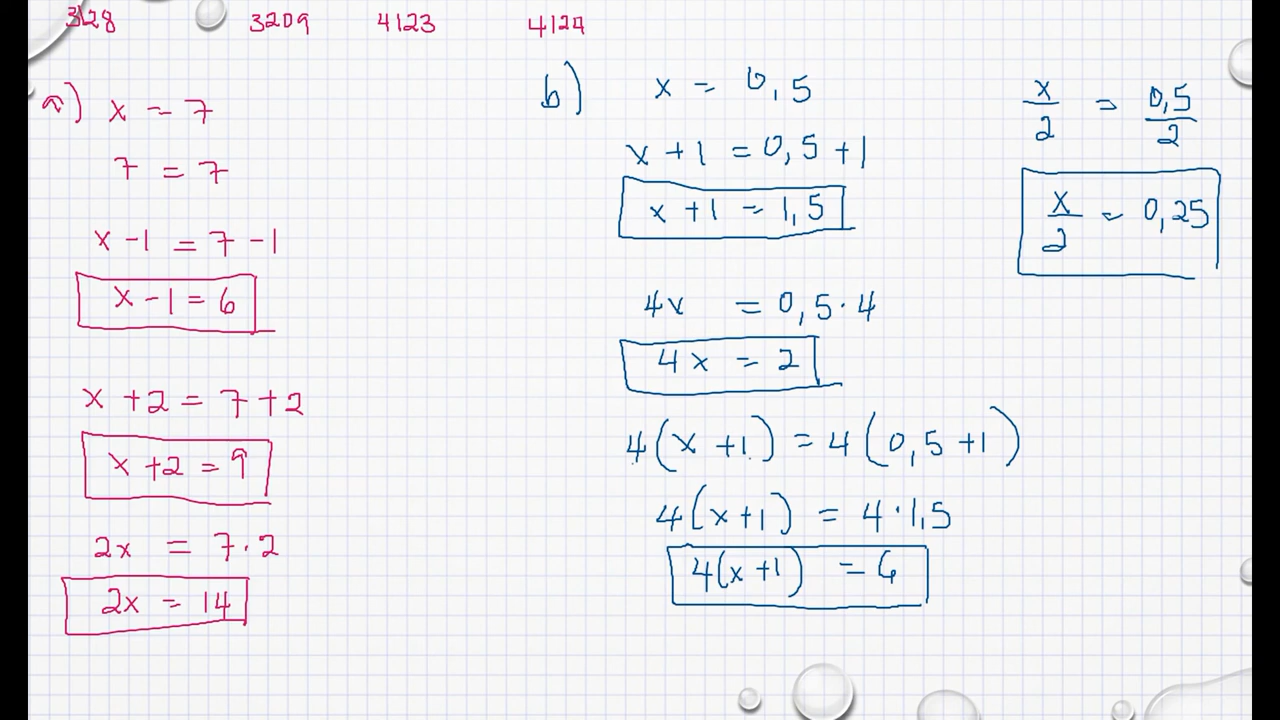 3128 3209 4123 4124
a) x = 7
7 = 7
x - 1 = 7 - 1
x - 1 = 6
x + 2 = 7 + 2
x + 2 = 9
2x = 7 · 2
2x = 14
b) x = 0,5
x + 1 = 0,5 + 1
x + 1 = 1,5
4x = 0,5 · 4
4x = 2
4(x + 1) = 4(0,5 + 1)
4(x + 1) = 4 · 1,5
4(x + 1) = 6
x/2 = 0,5/2
x/2 = 0,25